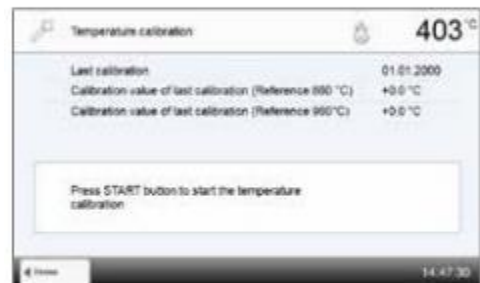 Temperature calibration 403 °C
Last calibration 01.01.2000
Calibration value of last calibration (Reference 660 °C) +0.0 °C
Calibration value of last calibration (Reference 960°C) +0.0 °C
Press START button to start the temperature
calibration
Home 14:47:30